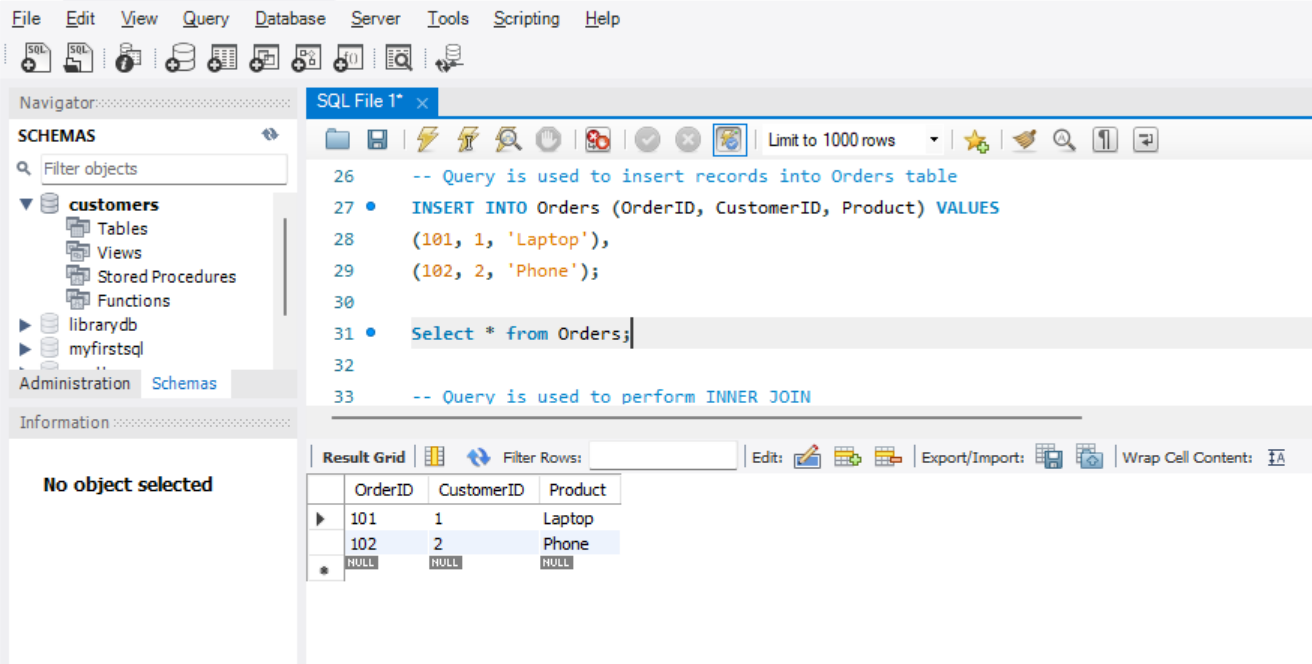 File Edit View Query Database Server Tools Scripting Help
SQL SQL
Navigator
SCHEMAS
Filter objects
customers
Tables
Views
Stored Procedures
Functions
librarydb
myfirstsql
Administration Schemas
Information
No object selected
SQL File 1*
Limit to 1000 rows
26 -- Query is used to insert records into Orders table
27 INSERT INTO Orders (OrderID, CustomerID, Product) VALUES
28 (101, 1, 'Laptop'),
29 (102, 2, 'Phone');
30
31 Select * from Orders;
32
33 -- Query is used to perform INNER JOIN
Result Grid Filter Rows: Edit: Export/Import: Wrap Cell Content: IA
OrderID CustomerID Product
101 1 Laptop
102 2 Phone
NULL NULL NULL